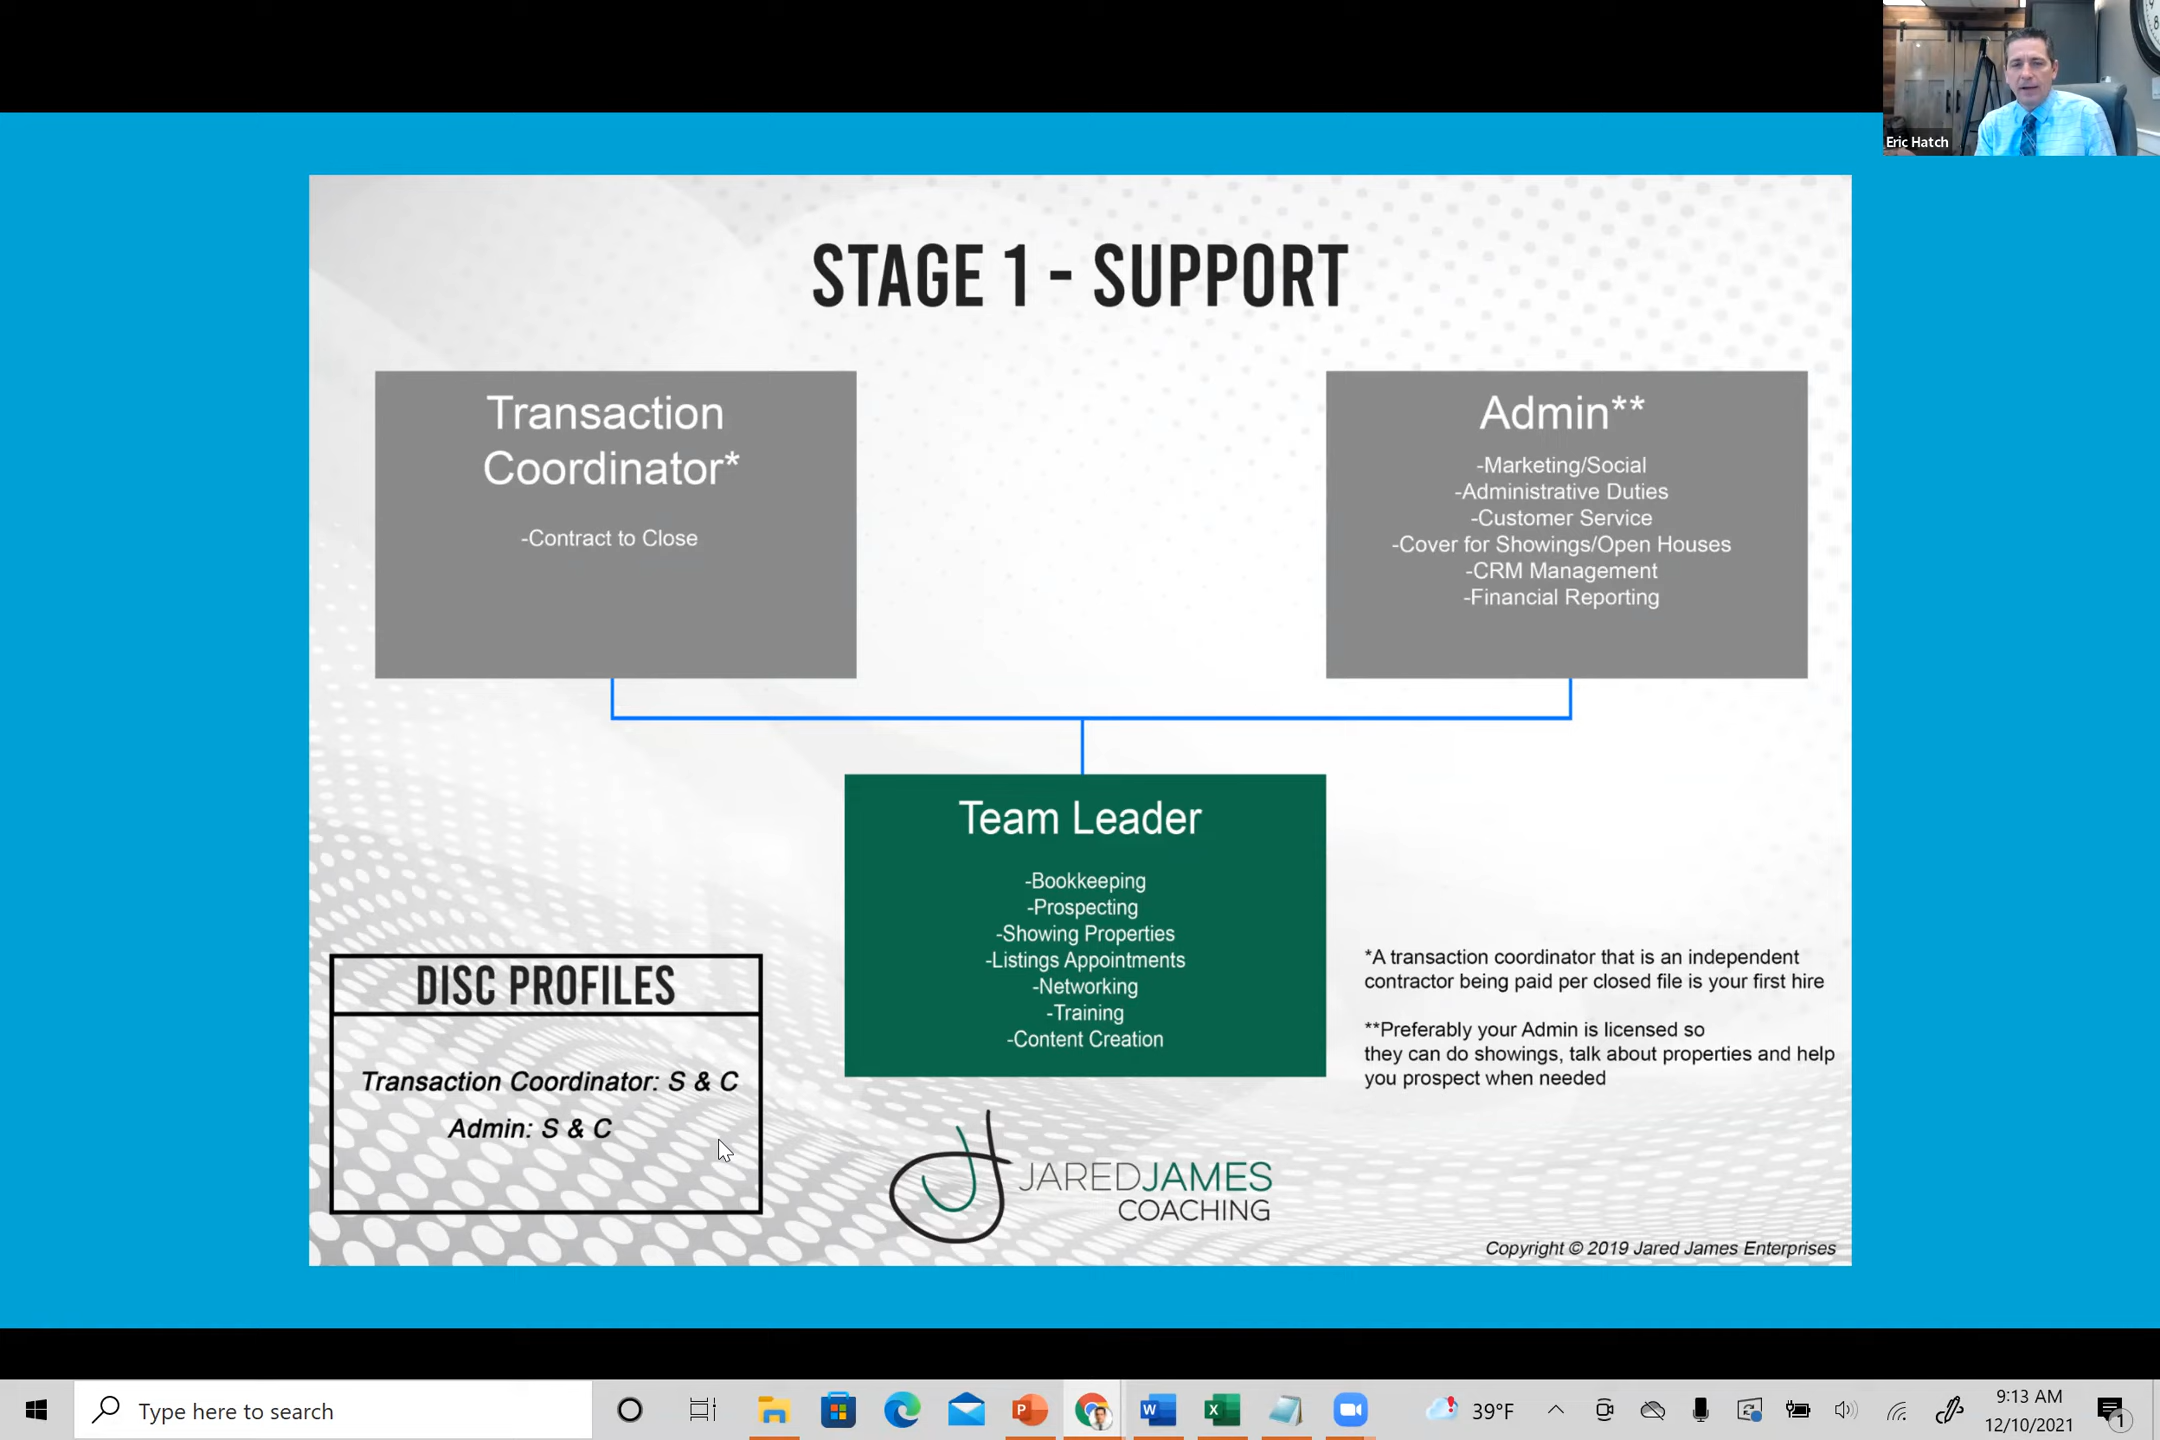 Eric Hatch
STAGE 1 - SUPPORT
Transaction
Coordinator*
-Contract to Close
Admin**
-Marketing/Social
-Administrative Duties
-Customer Service
-Cover for Showings/Open Houses
-CRM Management
-Financial Reporting
Team Leader
-Bookkeeping
-Prospecting
-Showing Properties
-Listings Appointments
-Networking
-Training
-Content Creation
DISC PROFILES
Transaction Coordinator: S & C
Admin: S & C
*A transaction coordinator that is an independent
contractor being paid per closed file is your first hire
**Preferably your Admin is licensed so
they can do showings, talk about properties and help
you prospect when needed
JAREDJAMES
COACHING
Copyright © 2019 Jared James Enterprises
Type here to search
39°F
9:13 AM
12/10/2021
1